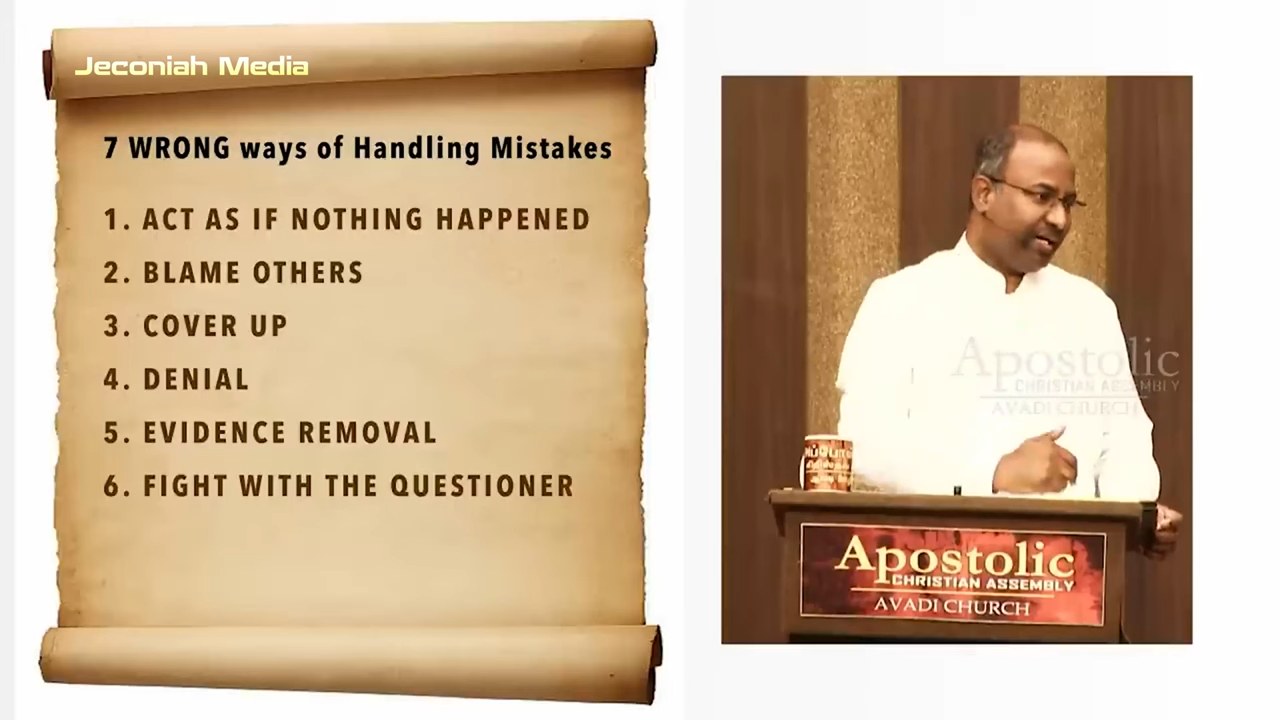 Jeconiah Media
7 WRONG ways of Handling Mistakes
1. ACT AS IF NOTHING HAPPENED
2. BLAME OTHERS
3. COVER UP
4. DENIAL
5. EVIDENCE REMOVAL
6. FIGHT WITH THE QUESTIONER
Apostolic
CHRISTIAN ASSEMBLY
AVADI CHURCH
Apostolic
CHRISTIAN ASSEMBLY
AVADI CHURCH